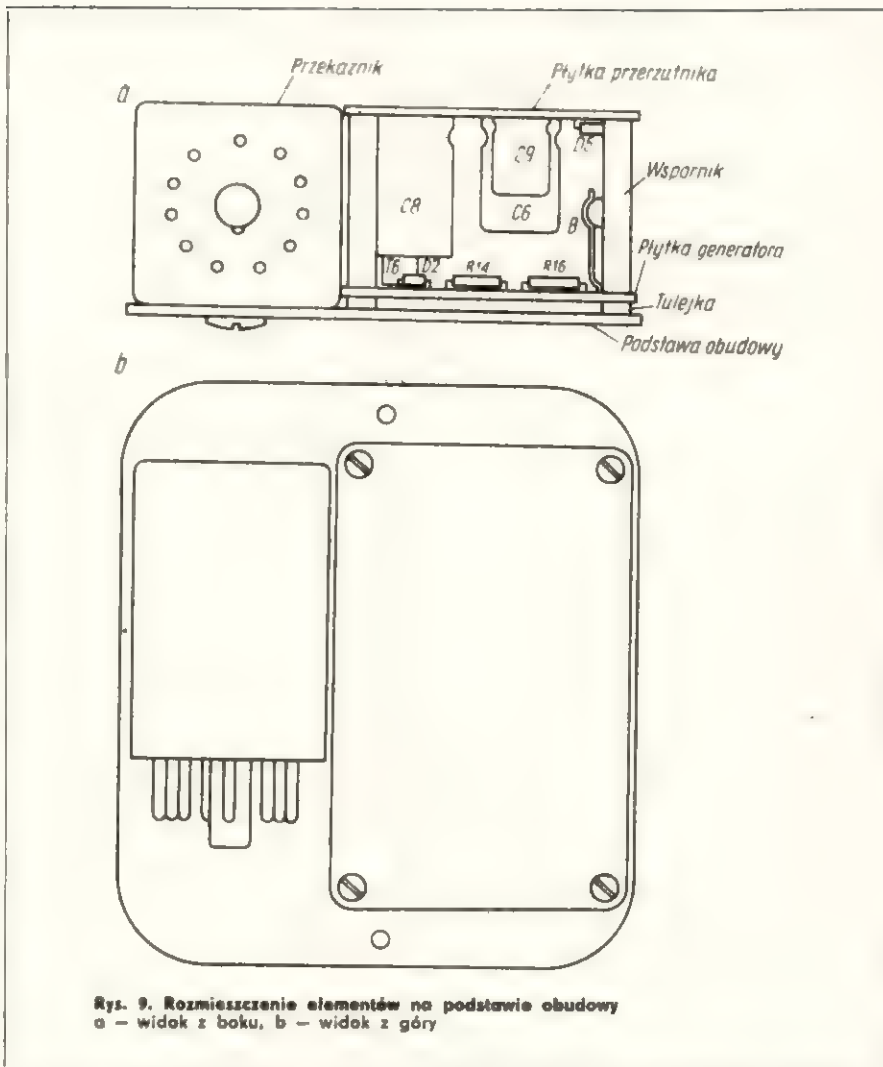 Przekaźnik
Płytka przerzutnika
a
D5
C9
Wspornik
C8
C6
B
Płytka generatora
T6 D2 R14 R16
Tulejka
Podstawa obudowy
b
Rys. 9. Rozmieszczenie elementów na podstawie obudowy
a — widok z boku, b — widok z góry